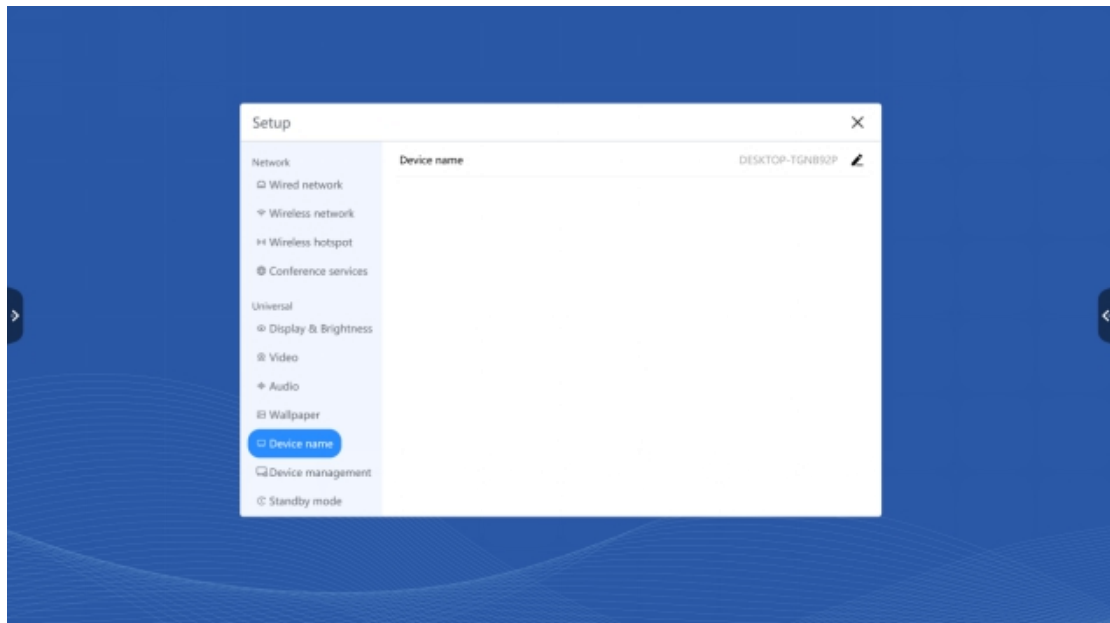 Setup
Network
Wired network
Wireless network
Wireless hotspot
Conference services
Universal
Display & Brightness
Video
Audio
Wallpaper
Device name
Device management
Standby mode
Device name DESKTOP-TGNB92P